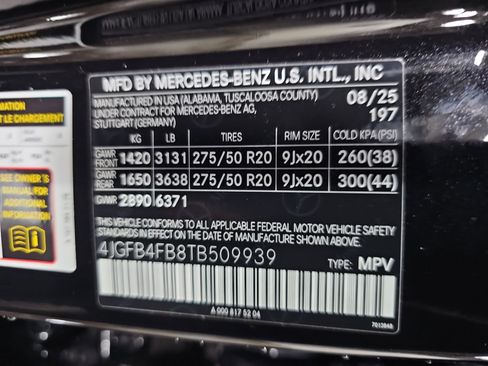 MFD BY MERCEDES-BENZ U.S. INTL., INC
MANUFACTURED IN USA (ALABAMA, TUSCALOOSA COUNTY) 08/25
UNDER CONTRACT FOR MERCEDES-BENZ AG, 197
STUTTGART (GERMANY)
KG LB TIRES RIM SIZE COLD KPA(PSI)
GAWR FRONT 1420 3131 275/50 R20 9Jx20 260(38)
GAWR REAR 1650 3638 275/50 R20 9Jx20 300(44)
GVWR 2890 6371
THIS VEHICLE CONFORMS TO ALL APPLICABLE FEDERAL MOTOR VEHICLE SAFETY
STANDARDS IN EFFECT ON THE DATE OF MANUFACTURE SHOWN ABOVE.
4JGFB4FB8TB509939 TYPE: MPV
A 000 817 52 04
7013848
SEE OWNER'S
MANUAL FOR
ADDITIONAL
INFORMATION